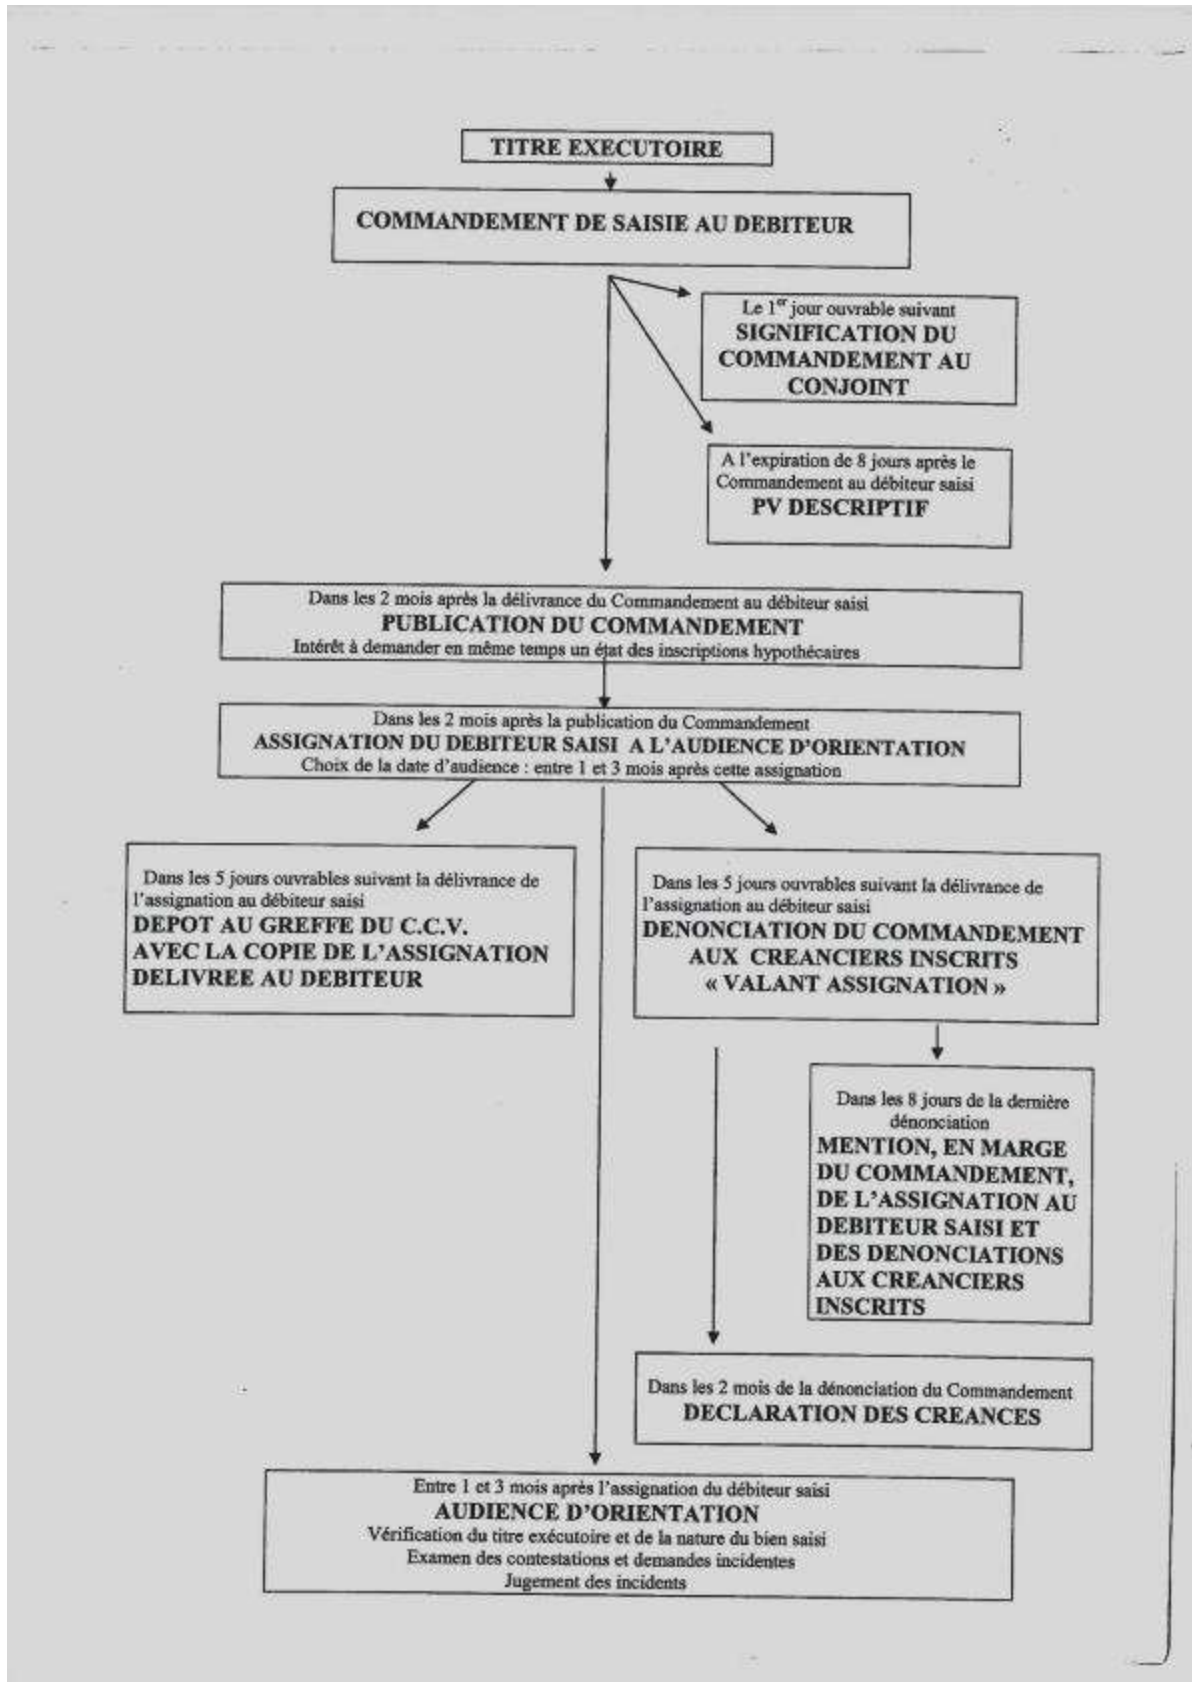 TITRE EXECUTOIRE
COMMANDEMENT DE SAISIE AU DEBITEUR
Le 1er jour ouvrable suivant
SIGNIFICATION DU
COMMANDEMENT AU
CONJOINT
A l'expiration de 8 jours après le
Commandement au débiteur saisi
PV DESCRIPTIF
Dans les 2 mois après la délivrance du Commandement au débiteur saisi
PUBLICATION DU COMMANDEMENT
Intérêt à demander en même temps un état des inscriptions hypothécaires
Dans les 2 mois après la publication du Commandement
ASSIGNATION DU DEBITEUR SAISI A L'AUDIENCE D'ORIENTATION
Choix de la date d'audience : entre 1 et 3 mois après cette assignation
Dans les 5 jours ouvrables suivant la délivrance de
l'assignation au débiteur saisi
DEPOT AU GREFFE DU C.C.V.
AVEC LA COPIE DE L'ASSIGNATION
DELIVREE AU DEBITEUR
Dans les 5 jours ouvrables suivant la délivrance de
l'assignation au débiteur saisi
DENONCIATION DU COMMANDEMENT
AUX CREANCIERS INSCRITS
« VALANT ASSIGNATION »
Dans les 8 jours de la dernière
dénonciation
MENTION, EN MARGE
DU COMMANDEMENT,
DE L'ASSIGNATION AU
DEBITEUR SAISI ET
DES DENONCIATIONS
AUX CREANCIERS
INSCRITS
Dans les 2 mois de la dénonciation du Commandement
DECLARATION DES CREANCES
Entre 1 et 3 mois après l'assignation du débiteur saisi
AUDIENCE D'ORIENTATION
Vérification du titre exécutoire et de la nature du bien saisi
Examen des contestations et demandes incidentes
Jugement des incidents